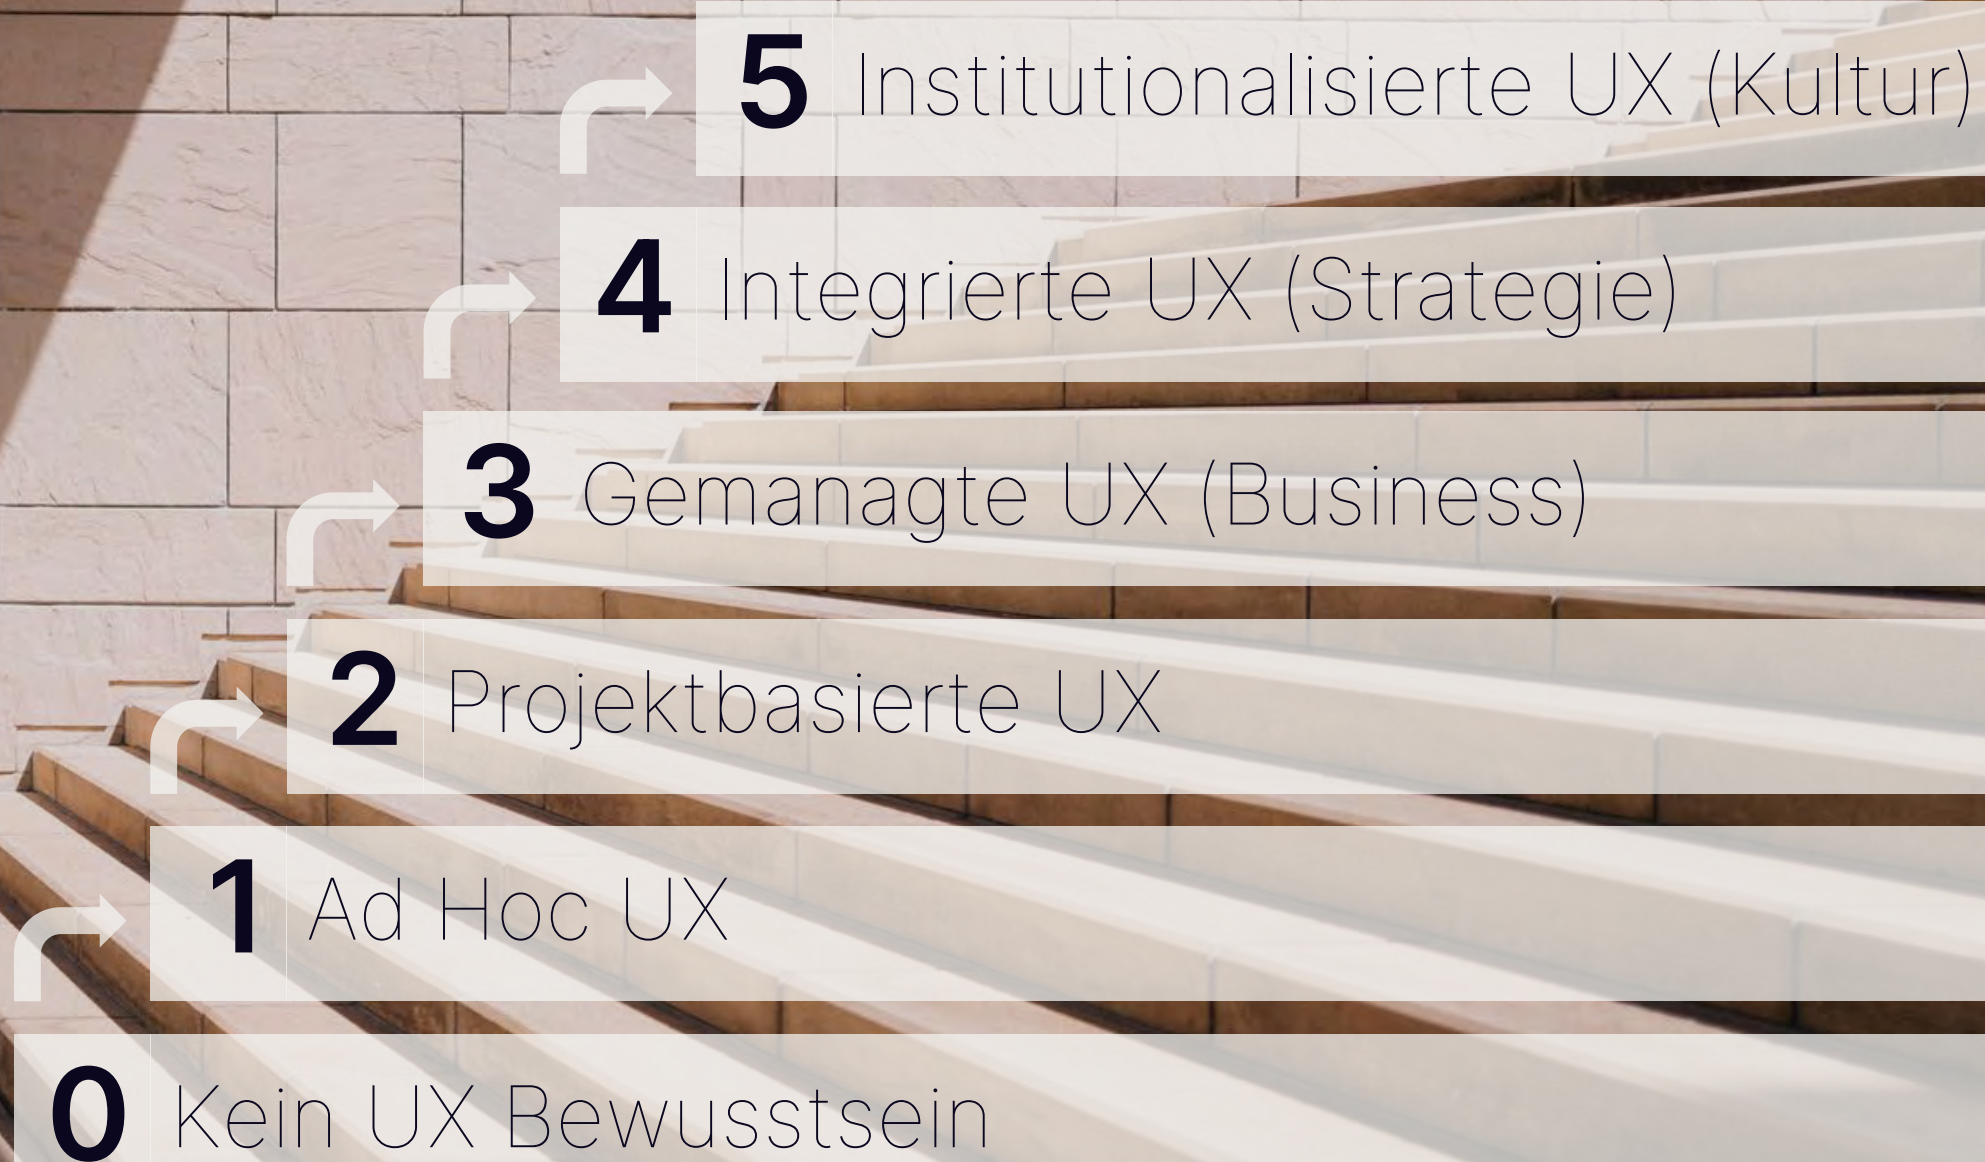 5 Institutionalisierte UX (Kultur)
4 Integrierte UX (Strategie)
3 Gemanagte UX (Business)
2 Projektbasierte UX
1 Ad Hoc UX
0 Kein UX Bewusstsein